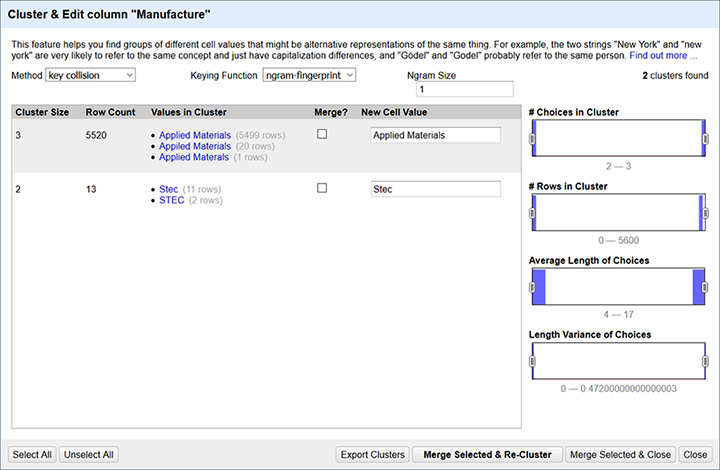 Cluster & Edit column "Manufacture"
This feature helps you find groups of different cell values that might be alternative representations of the same thing. For example, the two strings "New York" and "new
york" are very likely to refer to the same concept and just have capitalization differences, and "Gödel" and "Godel" probably refer to the same person. Find out more ...
Method key collision Keying Function ngram-fingerprint Ngram Size 2 clusters found
1
Cluster Size Row Count Values in Cluster Merge? New Cell Value
3 5520 • Applied Materials (5499 rows) Applied Materials
• Appiled Materials (20 rows)
• Applied Materals (1 rows)
2 13 • Stec (11 rows) Stec
• STEC (2 rows)
# Choices in Cluster
2 — 3
# Rows in Cluster
0 — 5600
Average Length of Choices
4 — 17
Length Variance of Choices
0 — 0.47200000000000003
Select All Unselect All Export Clusters Merge Selected & Re-Cluster Merge Selected & Close Close